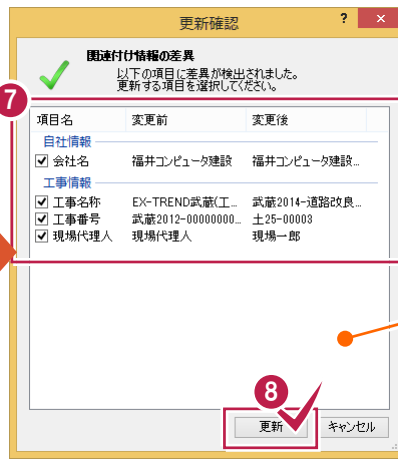 更新確認
?
×
関連付け情報の差異
以下の項目に差異が検出されました。
更新する項目を選択してください。
7
項目名 変更前 変更後
自社情報
会社名 福井コンピュータ建設 福井コンピュータ建設...
工事情報
工事名称 EX-TREND武蔵(工... 武蔵2014-道路改良...
工事番号 武蔵2012-00000000... 土25-00003
現場代理人 現場代理人 現場一郎
8
更新 キャンセル